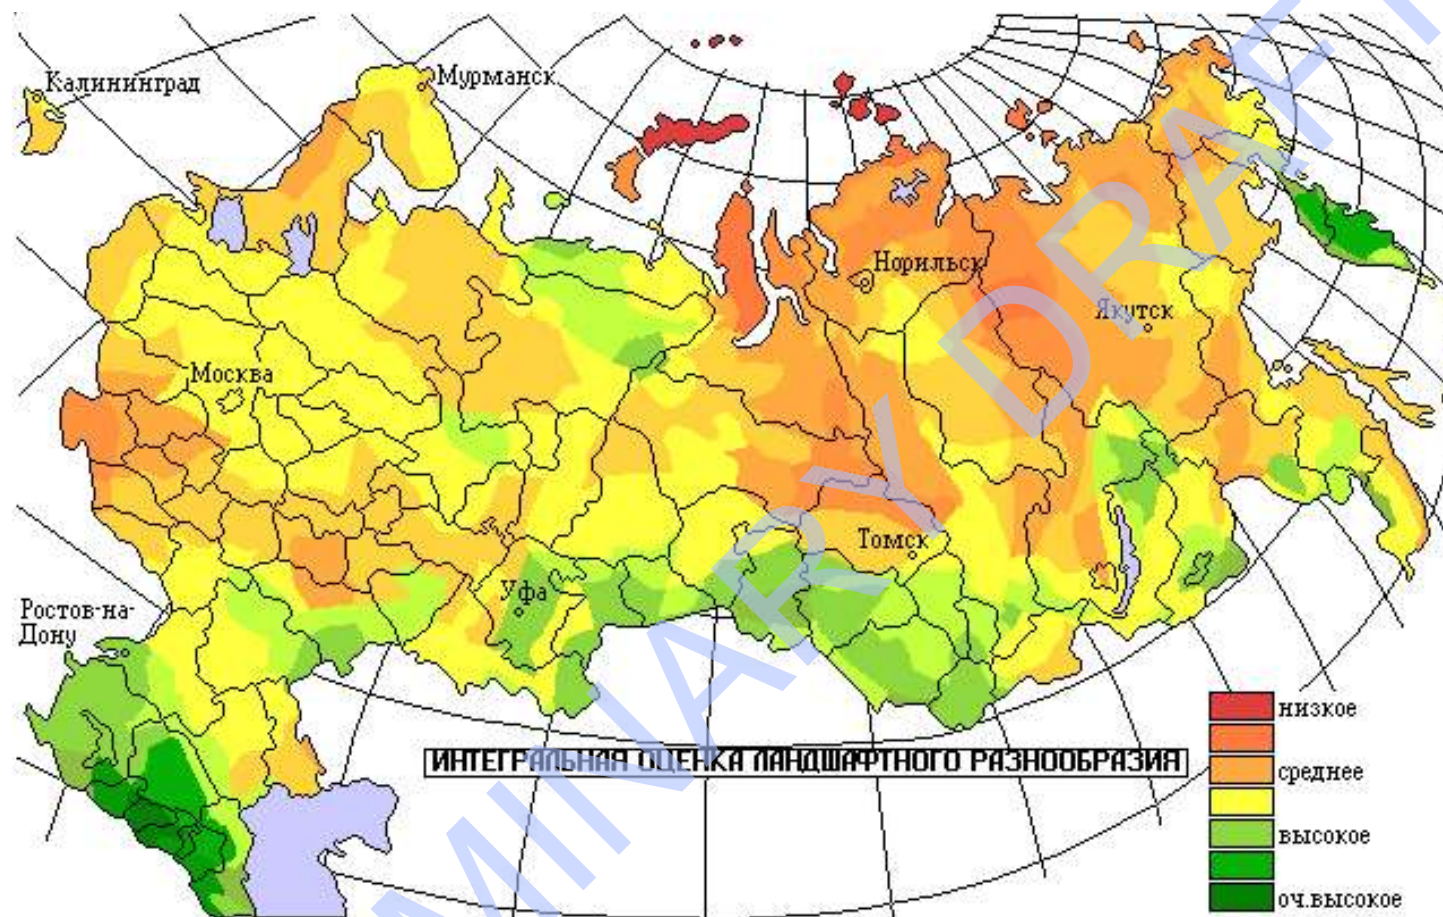 Калининград
Мурманск
Норильск
Якутск
Москва
Томск
Уфа
Ростов-на-
Дону
низкое
среднее
высокое
оч.высокое
ИНТЕГРАЛЬНАЯ ОЦЕНКА ЛАНДШАФТНОГО РАЗНООБРАЗИЯ
MINARY DRAFT